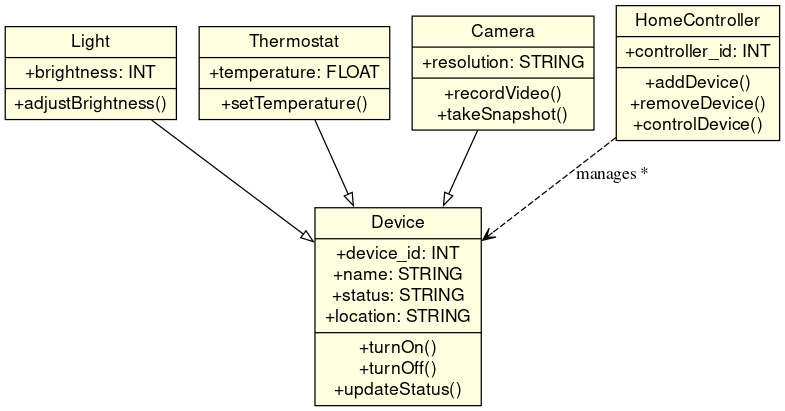 Light
+brightness: INT
+adjustBrightness()
Thermostat
+temperature: FLOAT
+setTemperature()
Camera
+resolution: STRING
+recordVideo()
+takeSnapshot()
HomeController
+controller_id: INT
+addDevice()
+removeDevice()
+controlDevice()
manages *
Device
+device_id: INT
+name: STRING
+status: STRING
+location: STRING
+turnOn()
+turnOff()
+updateStatus()